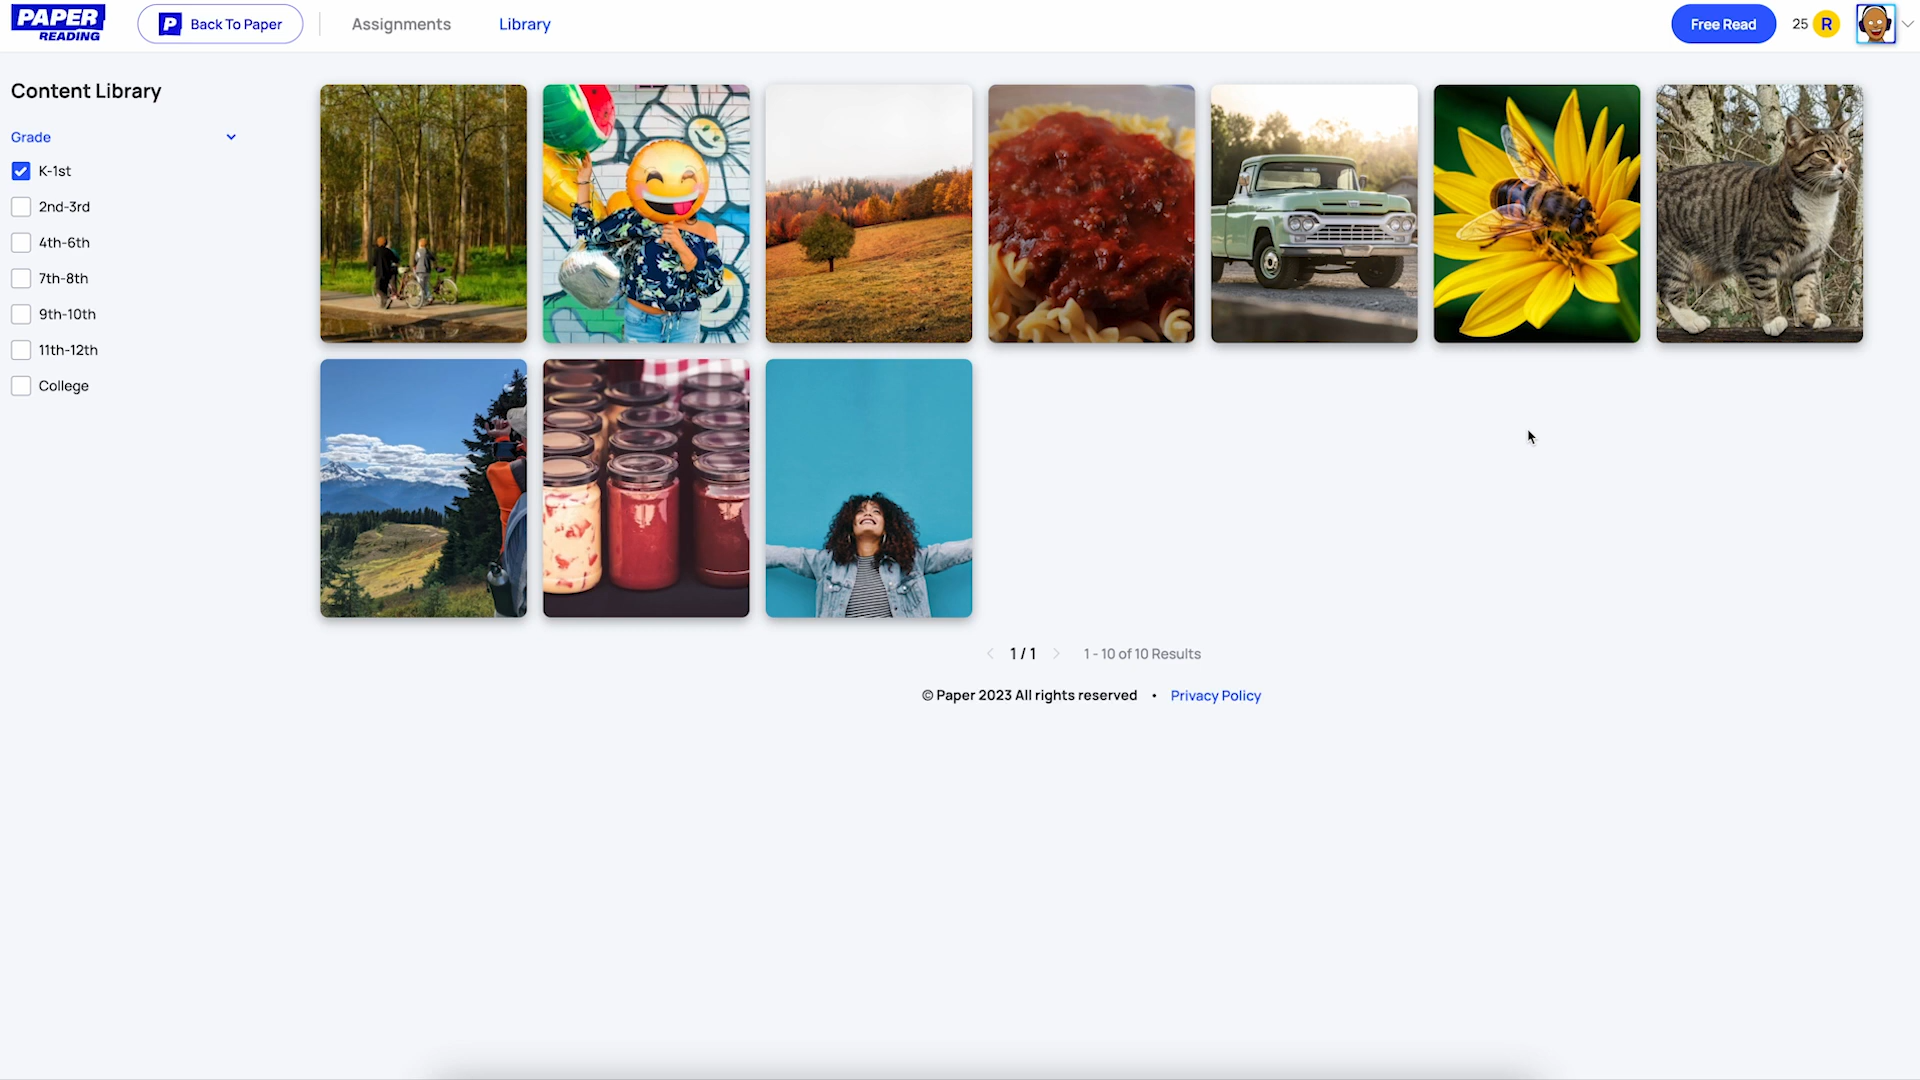 PAPER
READING
P Back To Paper
Assignments
Library
Free Read
25 R
Content Library
Grade
K-1st
2nd-3rd
4th-6th
7th-8th
9th-10th
11th-12th
College
1 / 1
1 - 10 of 10 Results
© Paper 2023 All rights reserved • Privacy Policy